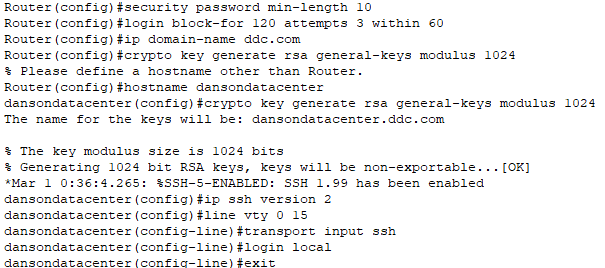 Router(config)#security password min-length 10
Router(config)#login block-for 120 attempts 3 within 60
Router(config)#ip domain-name ddc.com
Router(config)#crypto key generate rsa general-keys modulus 1024
% Please define a hostname other than Router.
Router(config)#hostname dansondatacenter
dansondatacenter(config)#crypto key generate rsa general-keys modulus 1024
The name for the keys will be: dansondatacenter.ddc.com

% The key modulus size is 1024 bits
% Generating 1024 bit RSA keys, keys will be non-exportable...[OK]
*Mar 1 0:36:4.265: %SSH-5-ENABLED: SSH 1.99 has been enabled
dansondatacenter(config)#ip ssh version 2
dansondatacenter(config)#line vty 0 15
dansondatacenter(config-line)#transport input ssh
dansondatacenter(config-line)#login local
dansondatacenter(config-line)#exit